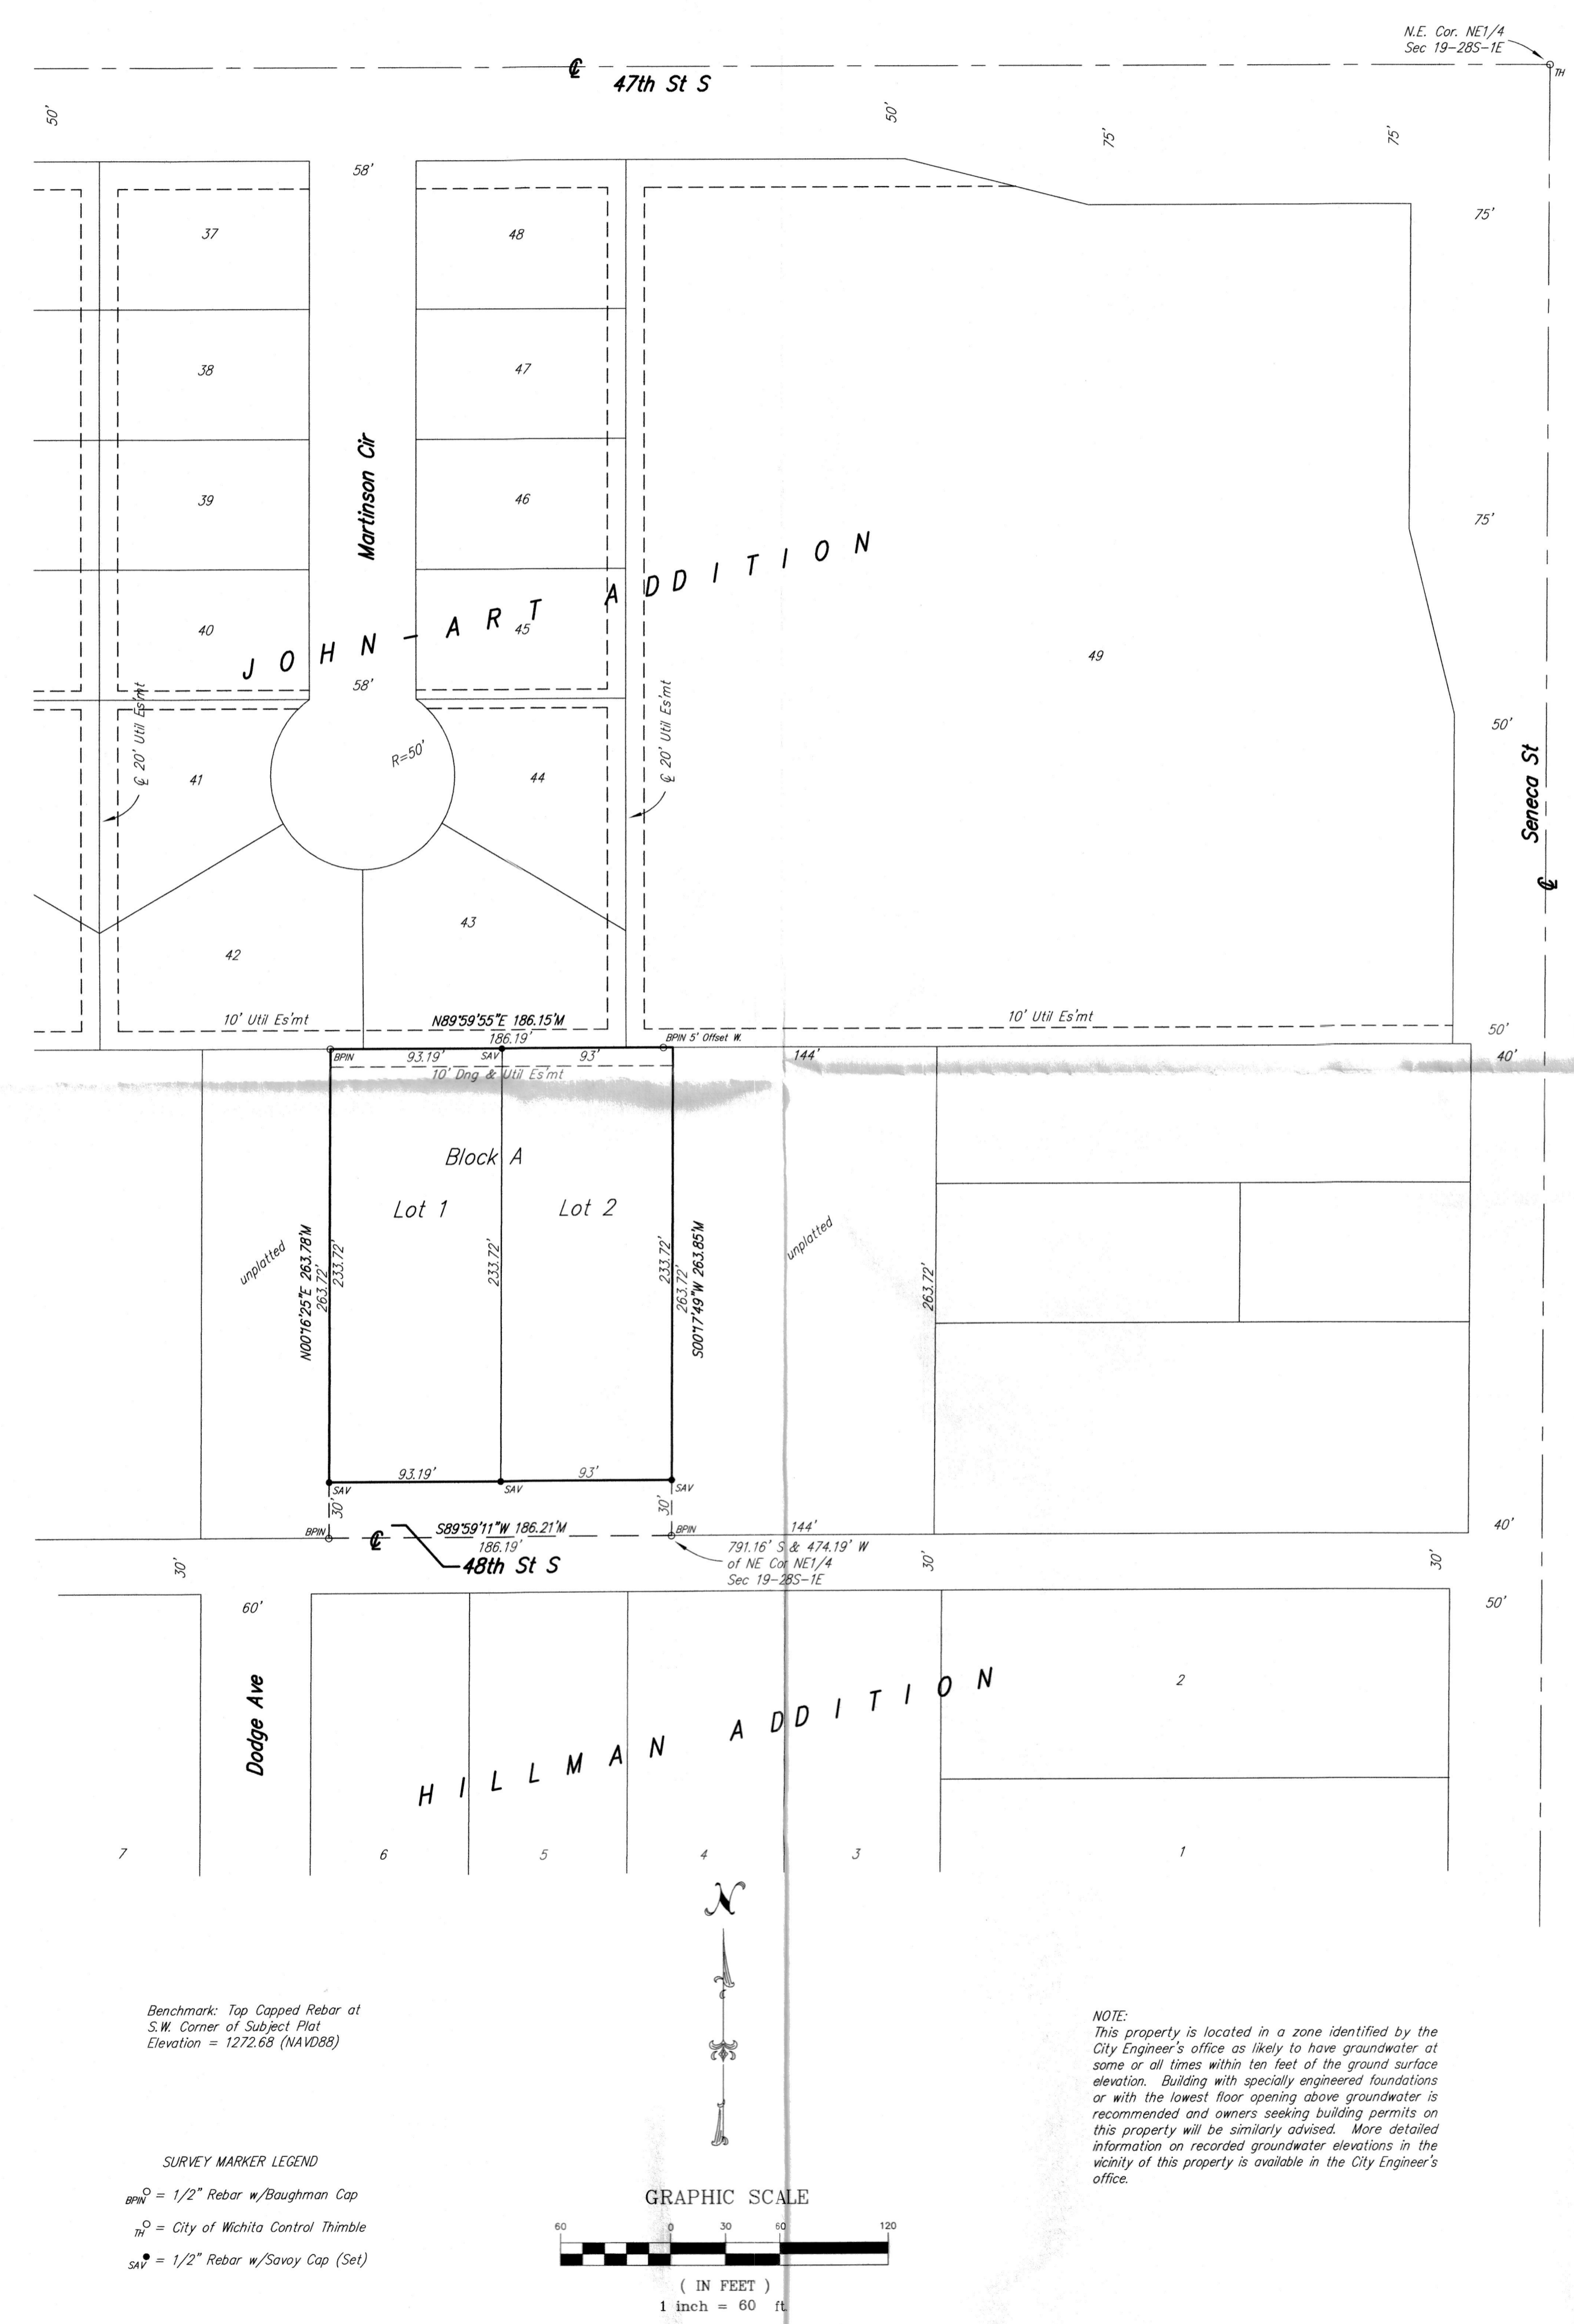 N.E. Cor. NE1/4
Sec 19-28S-1E
TH
℄
47th St S
50'
50'
75'
75'
58'
75'
37
48
38
47
Martinson Cir
39
46
75'
JOHN-ART ADDITION
40
45
49
58'
℄ 20' Util Es'mt
℄ 20' Util Es'mt
R=50'
50'
Seneca St
℄
41
44
43
42
10' Util Es'mt
N89°59'55"E 186.15'M
186.19'
10' Util Es'mt
50'
BPIN 5' Offset W.
BPIN
93.19'
SAV
93'
144'
40'
10' Dng & Util Es'mt
Block A
Lot 1
Lot 2
unplatted
unplatted
N00°16'25"E 263.78'M
263.72'
233.72'
233.72'
233.72'
263.72'
S00°17'49"W 263.85'M
263.72'
93.19'
93'
SAV
SAV
SAV
30'
30'
BPIN
℄
S89°59'11"W 186.21'M
186.19'
BPIN
144'
40'
48th St S
791.16' S & 474.19' W
of NE Cor NE1/4
Sec 19-28S-1E
30'
30'
30'
60'
50'
Dodge Ave
HILLMAN ADDITION
2
7
6
5
4
3
1
N
Benchmark: Top Capped Rebar at
S.W. Corner of Subject Plat
Elevation = 1272.68 (NAVD88)
NOTE:
This property is located in a zone identified by the
City Engineer's office as likely to have groundwater at
some or all times within ten feet of the ground surface
elevation. Building with specially engineered foundations
or with the lowest floor opening above groundwater is
recommended and owners seeking building permits on
this property will be similarly advised. More detailed
information on recorded groundwater elevations in the
vicinity of this property is available in the City Engineer's
office.
SURVEY MARKER LEGEND
BPIN = 1/2" Rebar w/Baughman Cap
TH = City of Wichita Control Thimble
SAV = 1/2" Rebar w/Savoy Cap (Set)
GRAPHIC SCALE
60 0 30 60 120
( IN FEET )
1 inch = 60 ft.